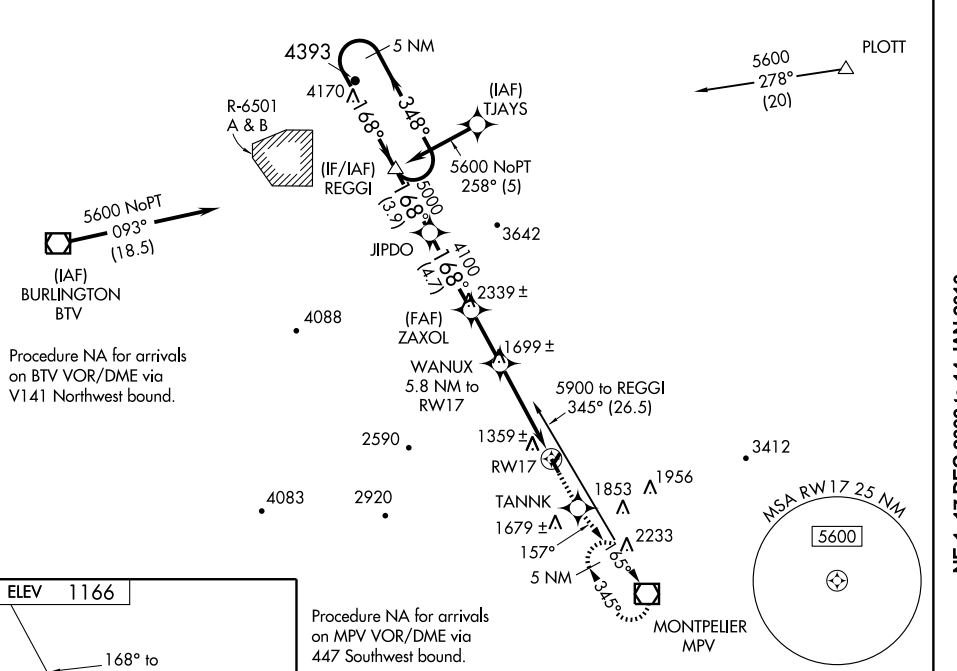 4393
5 NM
4170
168°
348°
(IAF)
TJAYS
5600 NoPT
258° (5)
5600
278°
(20)
PLOTT
R-6501
A & B
(IF/IAF)
REGGI
5600 NoPT
093°
(18.5)
(IAF)
BURLINGTON
BTV
5000
168°
(3.9)
JIPDO
3642
4100
168°
(4.7)
2339 ±
(FAF)
ZAXOL
4088
Procedure NA for arrivals
on BTV VOR/DME via
V141 Northwest bound.
1699 ±
WANUX
5.8 NM to
RW17
5900 to REGGI
345° (26.5)
2590
1359 ±
RW17
3412
4083
2920
TANNK
1853
1956
1679 ±
157°
2233
165°
5 NM
345°
MONTPELIER
MPV
MSA RW17 25 NM
5600
ELEV 1166
168° to
Procedure NA for arrivals
on MPV VOR/DME via
447 Southwest bound.